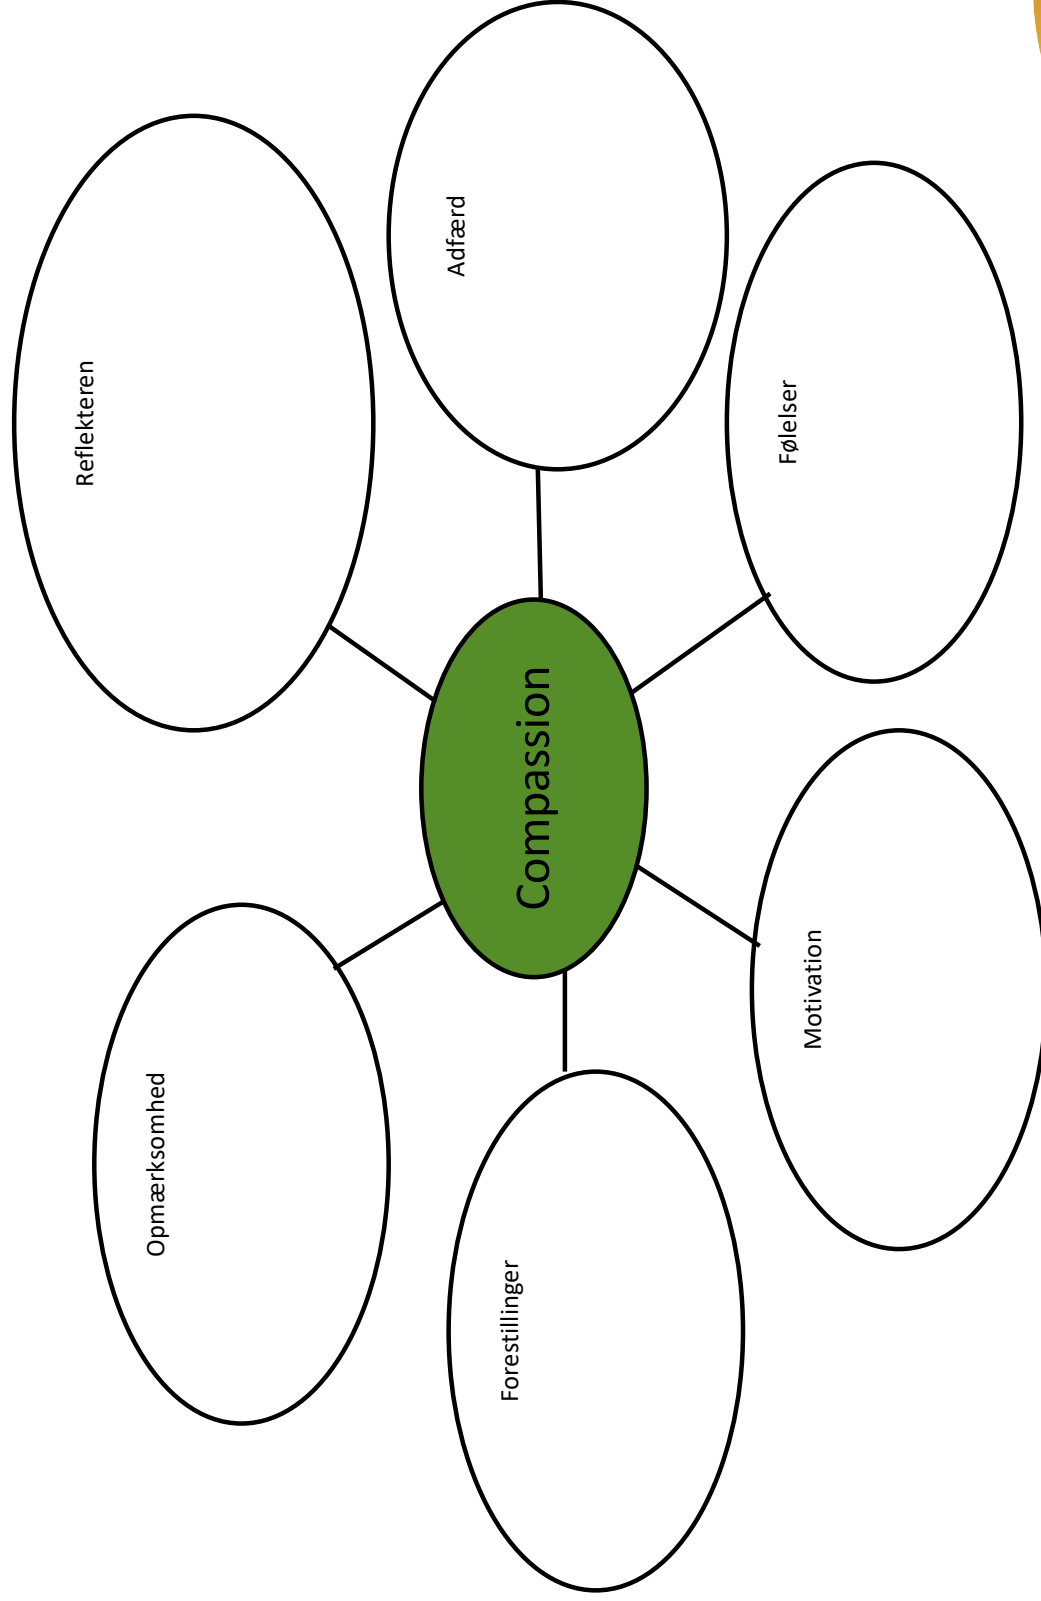 Opmærksomhed
Reflekteren
Forestillinger
Compassion
Adfærd
Motivation
Følelser